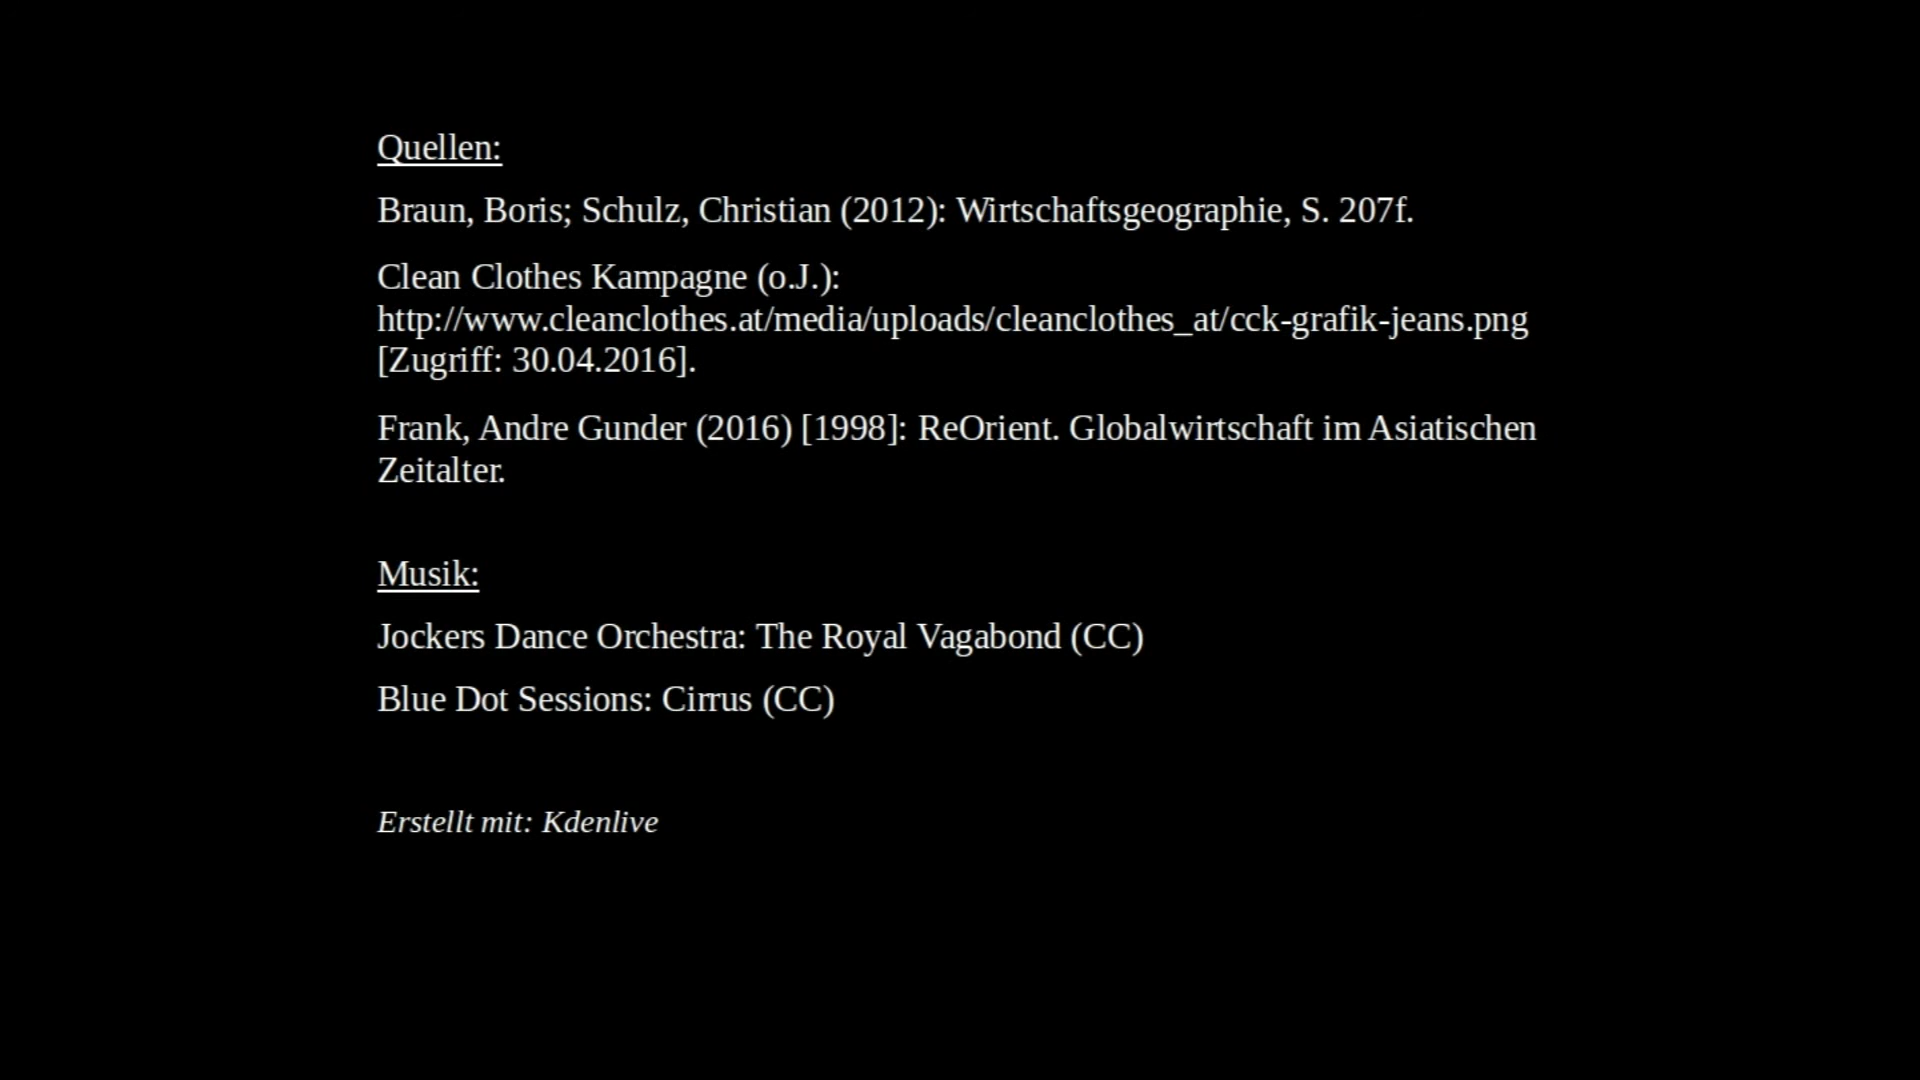 Quellen:
Braun, Boris; Schulz, Christian (2012): Wirtschaftsgeographie, S. 207f.
Clean Clothes Kampagne (o.J.):
http://www.cleanclothes.at/media/uploads/cleanclothes_at/cck-grafik-jeans.png
[Zugriff: 30.04.2016].
Frank, Andre Gunder (2016) [1998]: ReOrient. Globalwirtschaft im Asiatischen
Zeitalter.
Musik:
Jockers Dance Orchestra: The Royal Vagabond (CC)
Blue Dot Sessions: Cirrus (CC)
Erstellt mit: Kdenlive